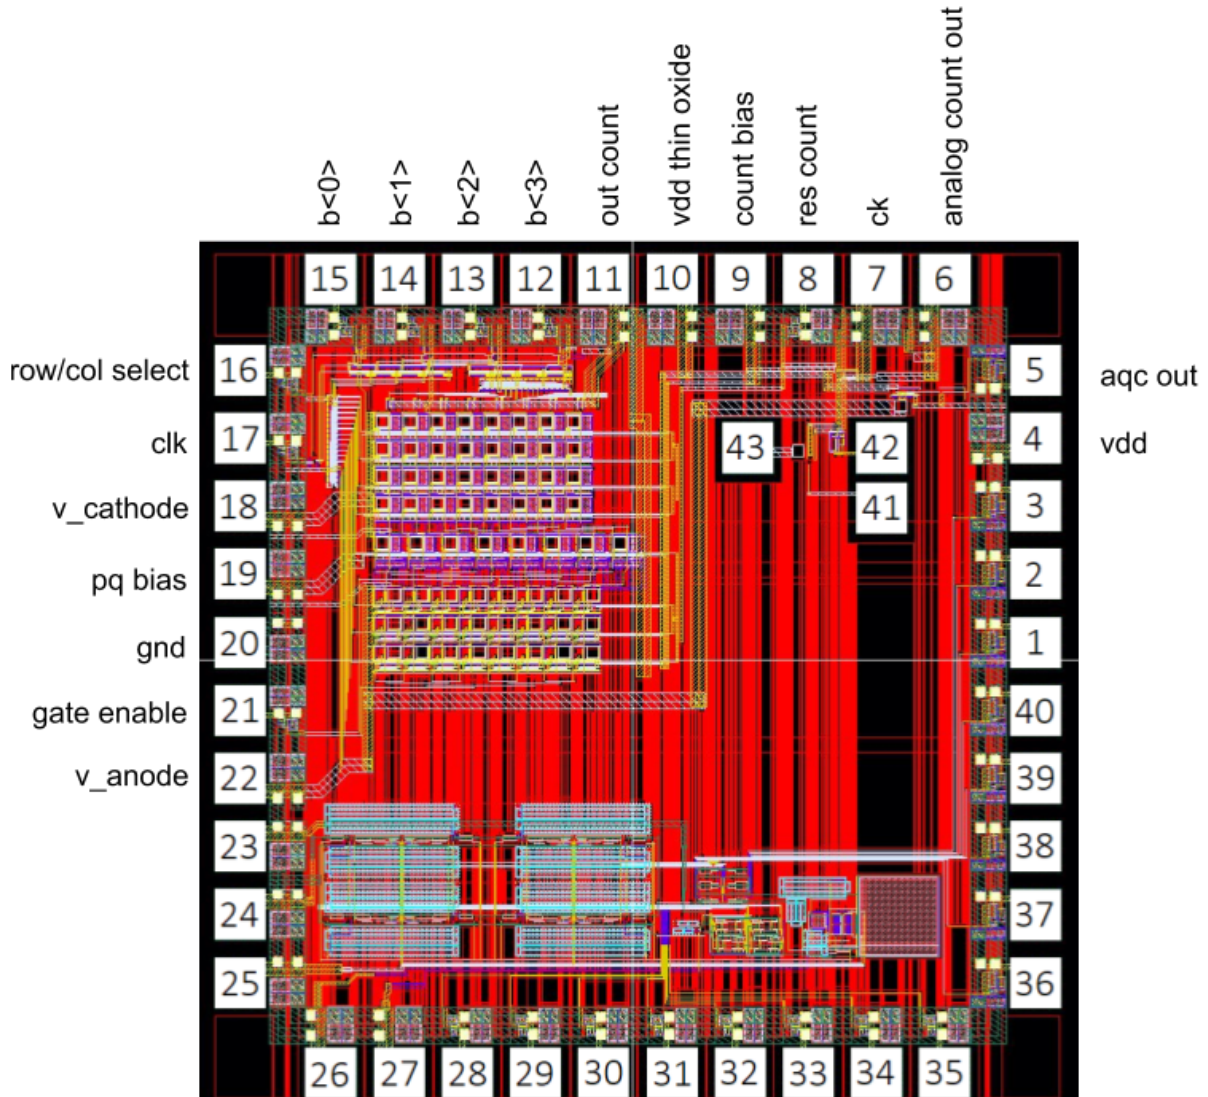 b<0>
b<1>
b<2>
b<3>
out count
vdd thin oxide
count bias
res count
ck
analog count out
15
14
13
12
11
10
9
8
7
6
row/col select
16
5
aqc out
clk
17
43
42
4
vdd
v_cathode
18
41
3
pq bias
19
2
gnd
20
1
gate enable
21
40
v_anode
22
39
23
38
24
37
25
36
26
27
28
29
30
31
32
33
34
35